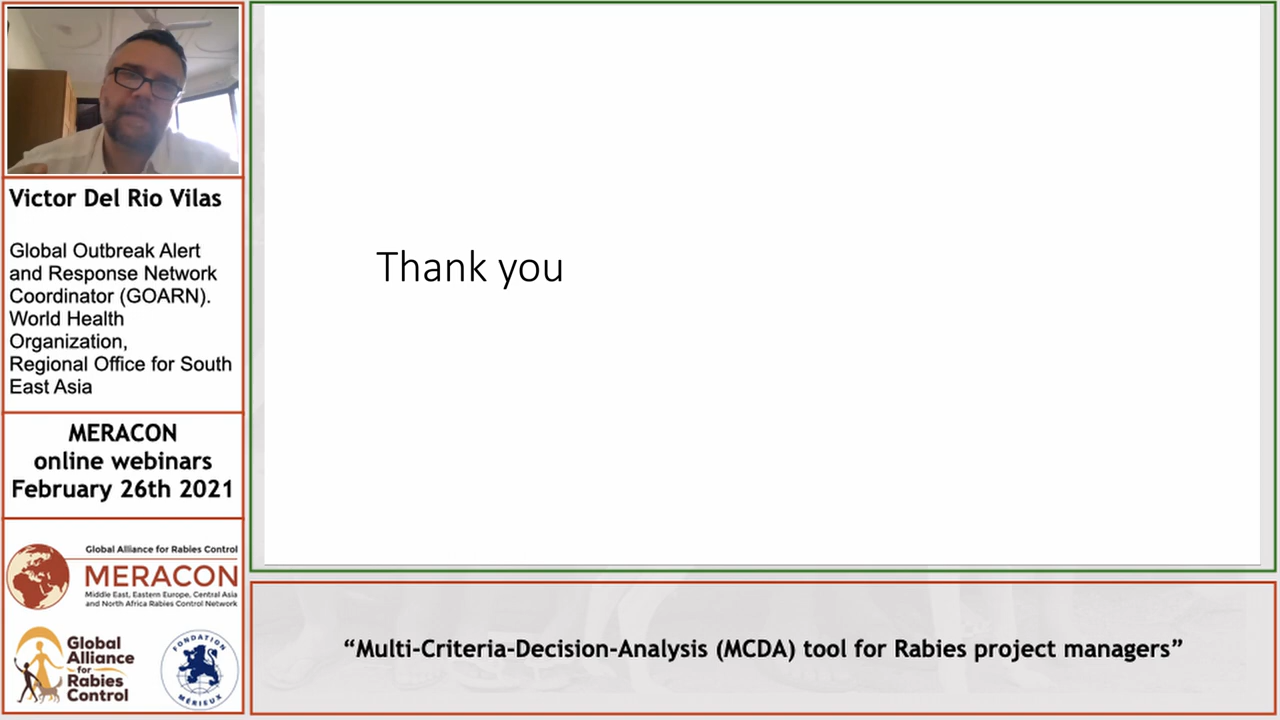 Victor Del Rio Vilas
Global Outbreak Alert
and Response Network
Coordinator (GOARN).
World Health
Organization,
Regional Office for South
East Asia
MERACON
online webinars
February 26th 2021
Global Alliance for Rabies Control
MERACON
Middle East, Eastern Europe, Central Asia
and North Africa Rabies Control Network
Global
Alliance
for
Rabies
Control
FONDATION
MÉRIEUX
Thank you
“Multi-Criteria-Decision-Analysis (MCDA) tool for Rabies project managers”